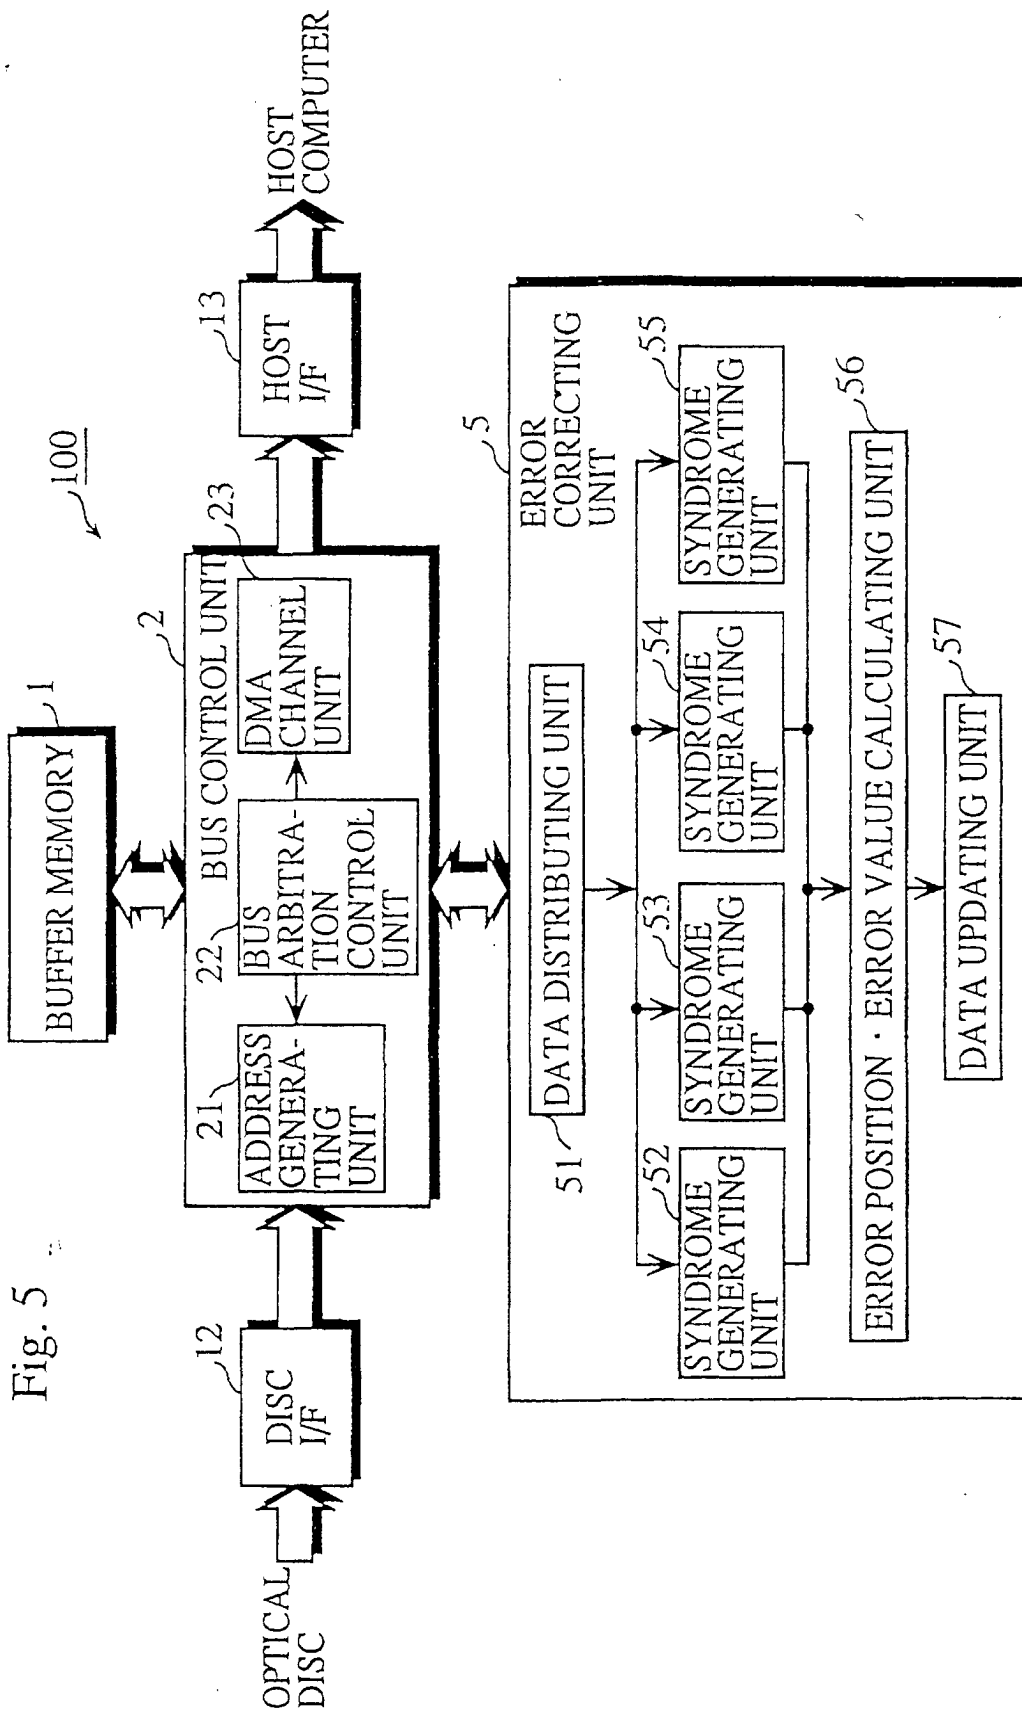 Fig. 5
100
BUFFER MEMORY
1
2
BUS CONTROL UNIT
21
ADDRESS
GENERA-
TING
UNIT
22
BUS
ARBITRA-
TION
CONTROL
UNIT
23
DMA
CHANNEL
UNIT
OPTICAL
DISC
12
DISC
I/F
13
HOST
I/F
HOST
COMPUTER
5
ERROR
CORRECTING
UNIT
51
DATA DISTRIBUTING UNIT
52
SYNDROME
GENERATING
UNIT
53
SYNDROME
GENERATING
UNIT
54
SYNDROME
GENERATING
UNIT
55
SYNDROME
GENERATING
UNIT
56
ERROR POSITION · ERROR VALUE CALCULATING UNIT
57
DATA UPDATING UNIT